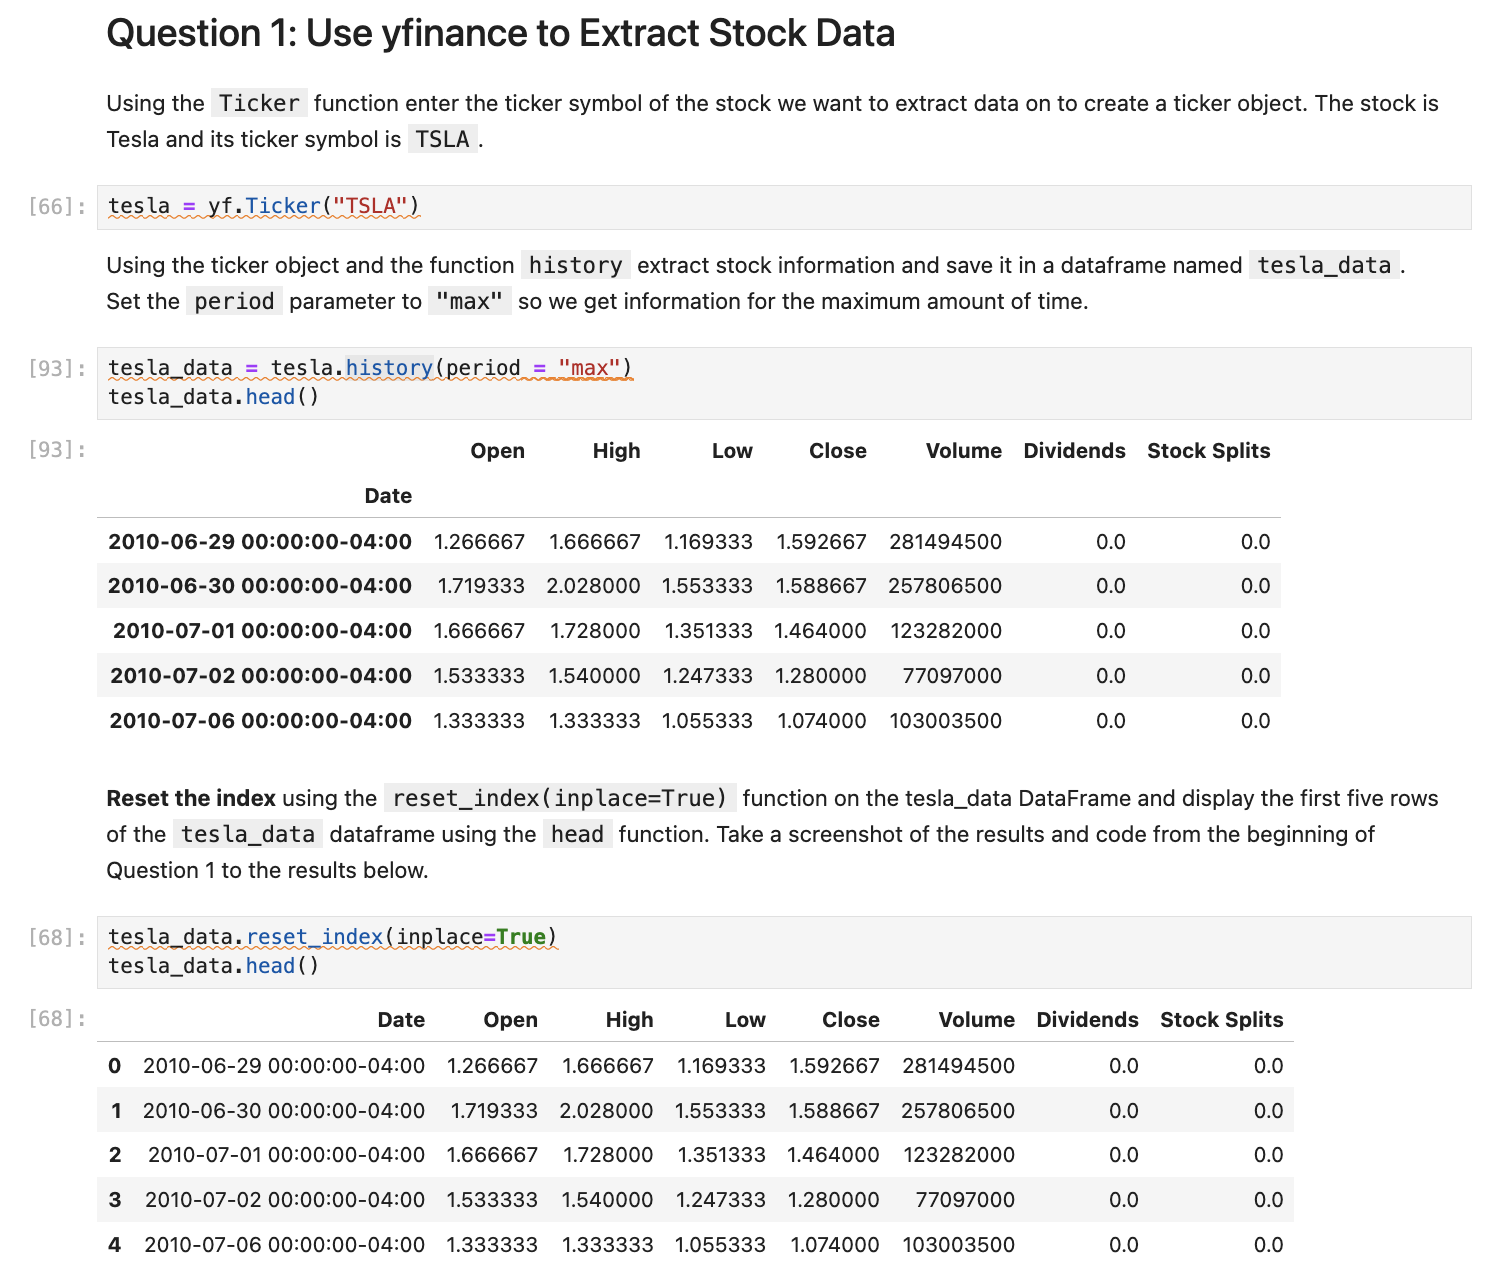 Question 1: Use yfinance to Extract Stock Data
Using the Ticker function enter the ticker symbol of the stock we want to extract data on to create a ticker object. The stock is
Tesla and its ticker symbol is TSLA .
[66]: tesla = yf.Ticker("TSLA")
Using the ticker object and the function history extract stock information and save it in a dataframe named tesla_data .
Set the period parameter to "max" so we get information for the maximum amount of time.
[93]: tesla_data = tesla.history(period = "max")
tesla_data.head()
[93]: Open High Low Close Volume Dividends Stock Splits
Date
2010-06-29 00:00:00-04:00 1.266667 1.666667 1.169333 1.592667 281494500 0.0 0.0
2010-06-30 00:00:00-04:00 1.719333 2.028000 1.553333 1.588667 257806500 0.0 0.0
2010-07-01 00:00:00-04:00 1.666667 1.728000 1.351333 1.464000 123282000 0.0 0.0
2010-07-02 00:00:00-04:00 1.533333 1.540000 1.247333 1.280000 77097000 0.0 0.0
2010-07-06 00:00:00-04:00 1.333333 1.333333 1.055333 1.074000 103003500 0.0 0.0
Reset the index using the reset_index(inplace=True) function on the tesla_data DataFrame and display the first five rows
of the tesla_data dataframe using the head function. Take a screenshot of the results and code from the beginning of
Question 1 to the results below.
[68]: tesla_data.reset_index(inplace=True)
tesla_data.head()
[68]: Date Open High Low Close Volume Dividends Stock Splits
0 2010-06-29 00:00:00-04:00 1.266667 1.666667 1.169333 1.592667 281494500 0.0 0.0
1 2010-06-30 00:00:00-04:00 1.719333 2.028000 1.553333 1.588667 257806500 0.0 0.0
2 2010-07-01 00:00:00-04:00 1.666667 1.728000 1.351333 1.464000 123282000 0.0 0.0
3 2010-07-02 00:00:00-04:00 1.533333 1.540000 1.247333 1.280000 77097000 0.0 0.0
4 2010-07-06 00:00:00-04:00 1.333333 1.333333 1.055333 1.074000 103003500 0.0 0.0